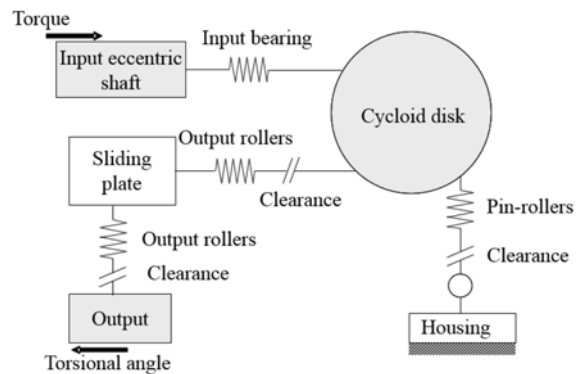 Torque
Input eccentric
shaft
Input bearing
Cycloid disk
Output rollers
Clearance
Sliding
plate
Pin-rollers
Clearance
Output rollers
Clearance
Output
Torsional angle
Housing